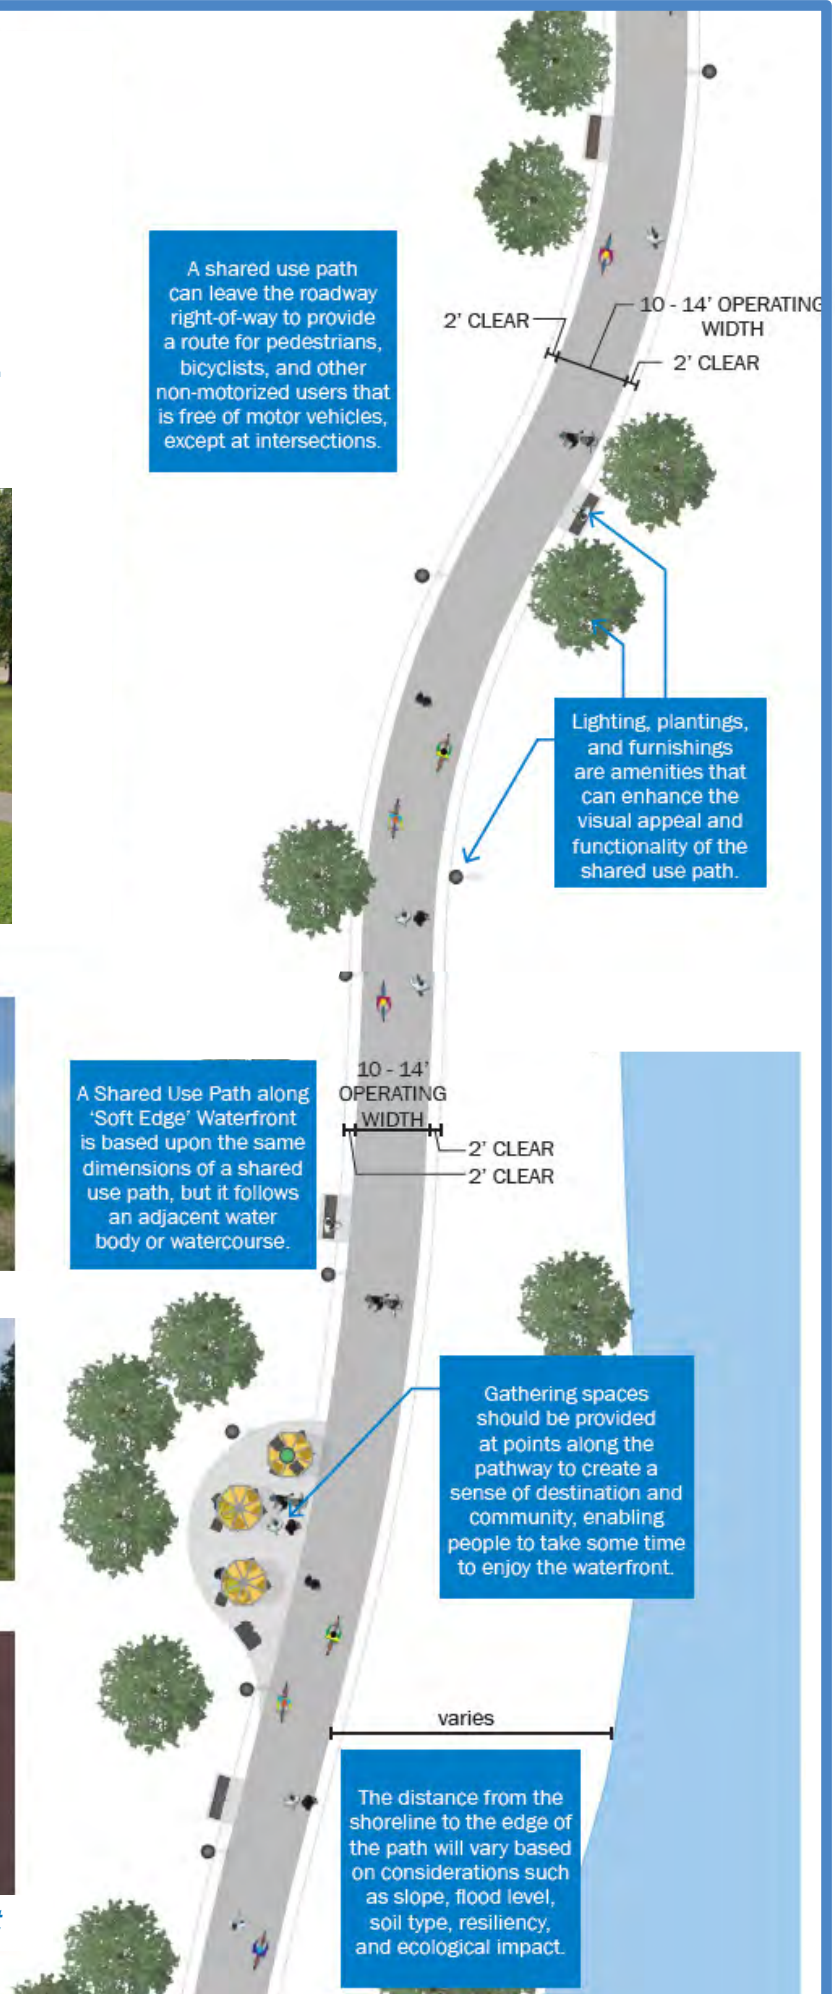 A shared use path
can leave the roadway
right-of-way to provide
a route for pedestrians,
bicyclists, and other
non-motorized users that
is free of motor vehicles,
except at intersections.
2' CLEAR
10 - 14' OPERATING
WIDTH
2' CLEAR
Lighting, plantings,
and furnishings
are amenities that
can enhance the
visual appeal and
functionality of the
shared use path.
A Shared Use Path along
‘Soft Edge’ Waterfront
is based upon the same
dimensions of a shared
use path, but it follows
an adjacent water
body or watercourse.
10 - 14'
OPERATING
WIDTH
2' CLEAR
2' CLEAR
Gathering spaces
should be provided
at points along the
pathway to create a
sense of destination and
community, enabling
people to take some time
to enjoy the waterfront.
varies
The distance from the
shoreline to the edge of
the path will vary based
on considerations such
as slope, flood level,
soil type, resiliency,
and ecological impact.